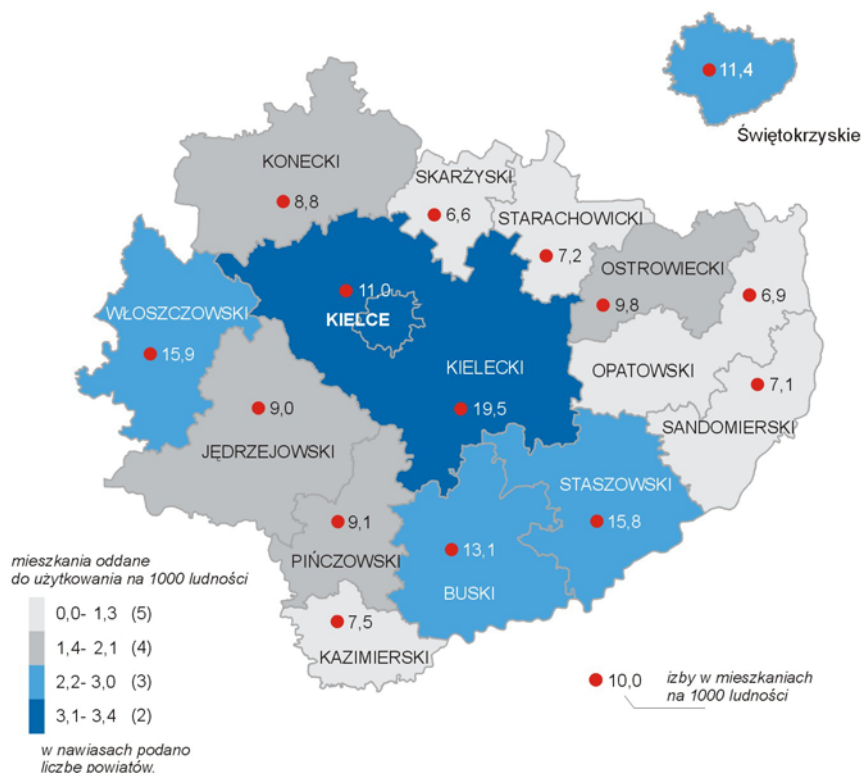 11,4
Świętokrzyskie
KONECKI
8,8
SKARŻYSKI
6,6
STARACHOWICKI
7,2
OSTROWIECKI
9,8
6,9
11,0
KIELCE
WŁOSZCZOWSKI
15,9
KIELECKI
19,5
OPATOWSKI
7,1
SANDOMIERSKI
9,0
JĘDRZEJOWSKI
STASZOWSKI
15,8
9,1
PIŃCZOWSKI
13,1
BUSKI
7,5
KAZIMIERSKI
mieszkania oddane
do użytkowania na 1000 ludności
0,0- 1,3 (5)
1,4- 2,1 (4)
2,2- 3,0 (3)
3,1- 3,4 (2)
w nawiasach podano
liczbę powiatów.
10,0
izby w mieszkaniach
na 1000 ludności